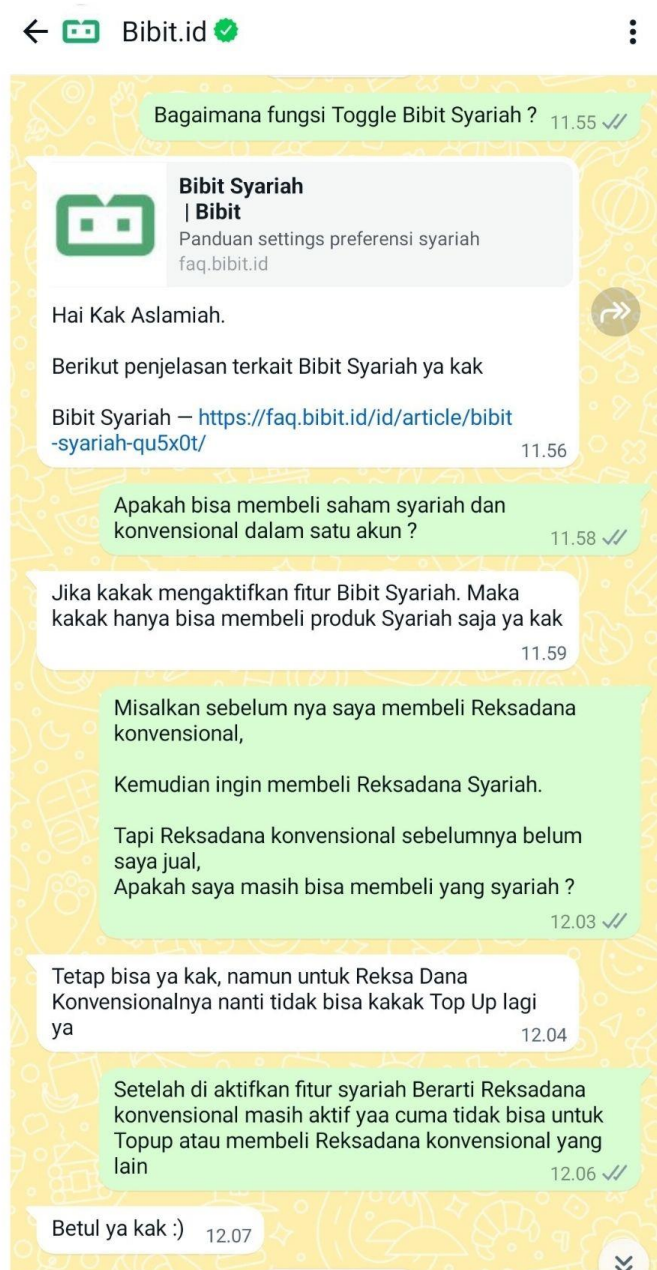 Bibit.id
Bagaimana fungsi Toggle Bibit Syariah ? 11.55
Bibit Syariah
| Bibit
Panduan settings preferensi syariah
faq.bibit.id
Hai Kak Aslamiah.
Berikut penjelasan terkait Bibit Syariah ya kak
Bibit Syariah — https://faq.bibit.id/id/article/bibit
-syariah-qu5x0t/
11.56
Apakah bisa membeli saham syariah dan
konvensional dalam satu akun ?
11.58
Jika kakak mengaktifkan fitur Bibit Syariah. Maka
kakak hanya bisa membeli produk Syariah saja ya kak
11.59
Misalkan sebelum nya saya membeli Reksadana
konvensional,
Kemudian ingin membeli Reksadana Syariah.
Tapi Reksadana konvensional sebelumnya belum
saya jual,
Apakah saya masih bisa membeli yang syariah ?
12.03
Tetap bisa ya kak, namun untuk Reksa Dana
Konvensionalnya nanti tidak bisa kakak Top Up lagi
ya
12.04
Setelah di aktifkan fitur syariah Berarti Reksadana
konvensional masih aktif yaa cuma tidak bisa untuk
Topup atau membeli Reksadana konvensional yang
lain
12.06
Betul ya kak :) 12.07